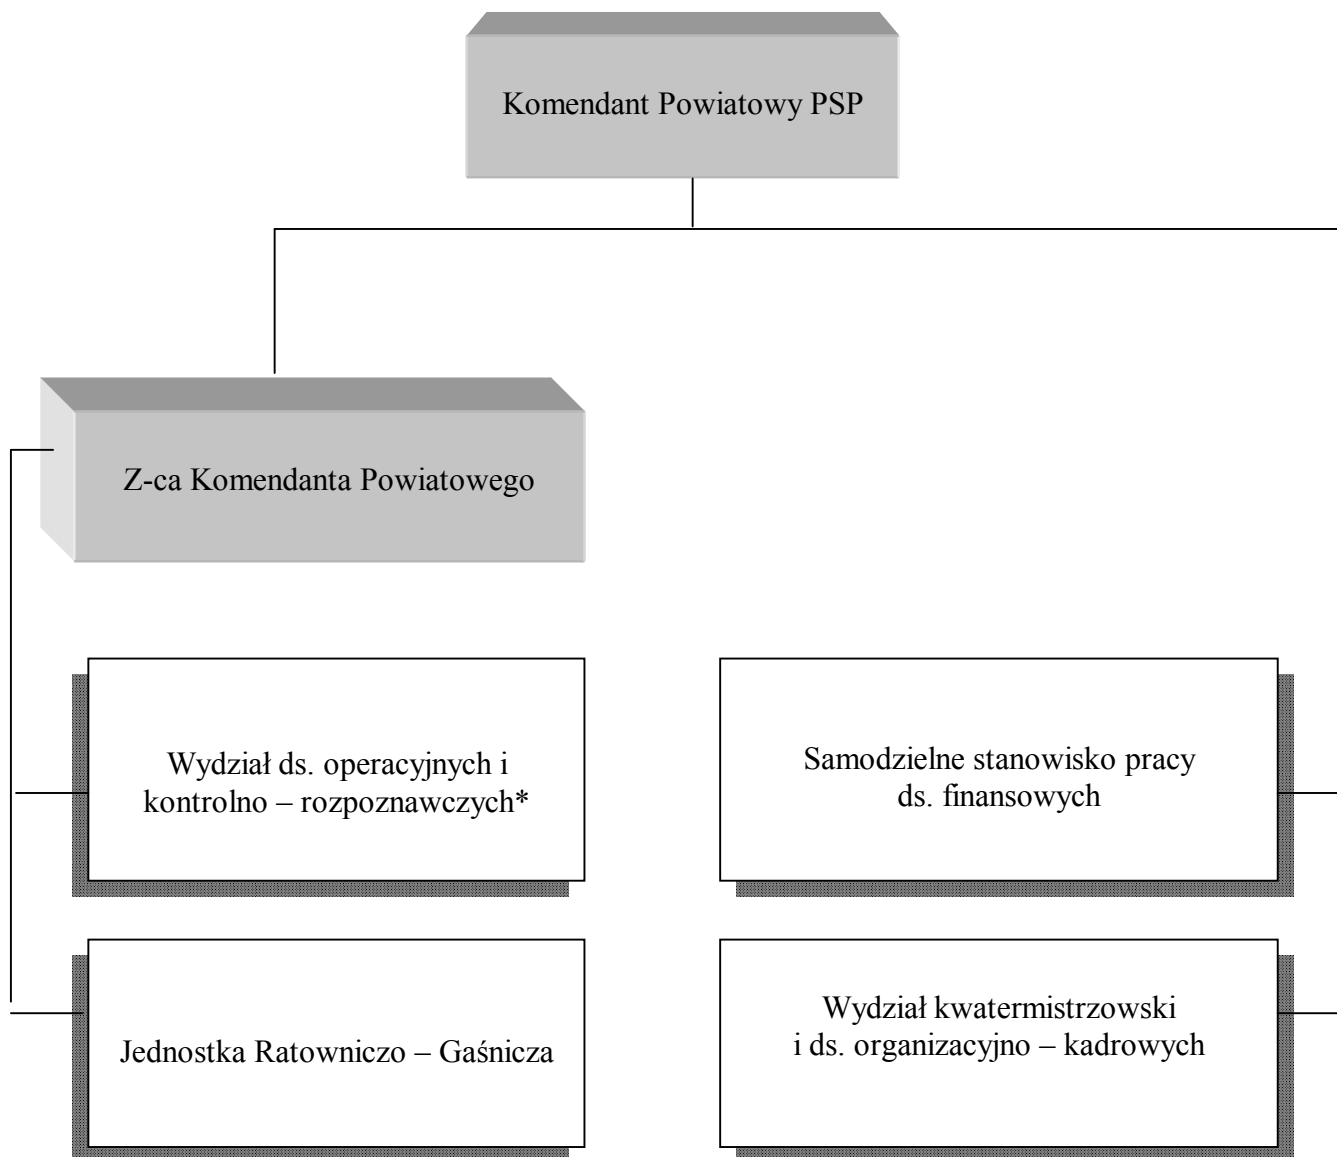 Komendant Powiatowy PSP
Z-ca Komendanta Powiatowego
Wydział ds. operacyjnych i
kontrolno – rozpoznawczych*
Samodzielne stanowisko pracy
ds. finansowych
Jednostka Ratowniczo – Gaśnicza
Wydział kwatermistrzowski
i ds. organizacyjno – kadrowych